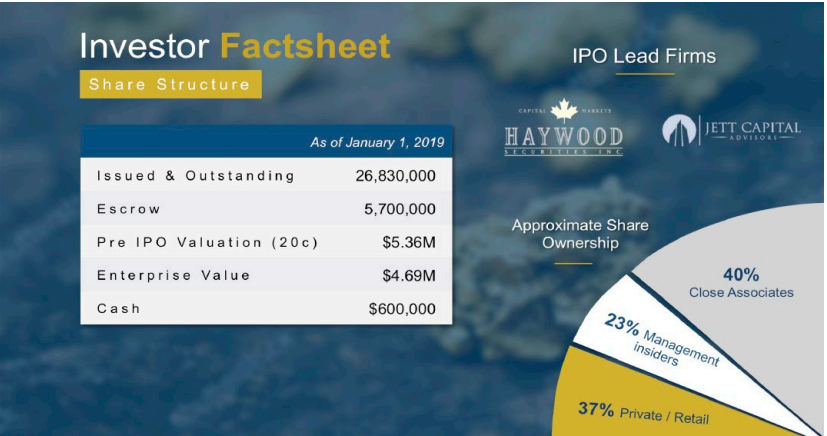 Investor Factsheet
Share Structure
As of January 1, 2019
Issued & Outstanding 26,830,000
Escrow 5,700,000
Pre IPO Valuation (20c) $5.36M
Enterprise Value $4.69M
Cash $600,000
IPO Lead Firms
CAPITAL MARKETS
HAYWOOD
SECURITIES INC.
JETT CAPITAL
ADVISORS
Approximate Share
Ownership
40%
Close Associates
23% Management
insiders
37% Private / Retail